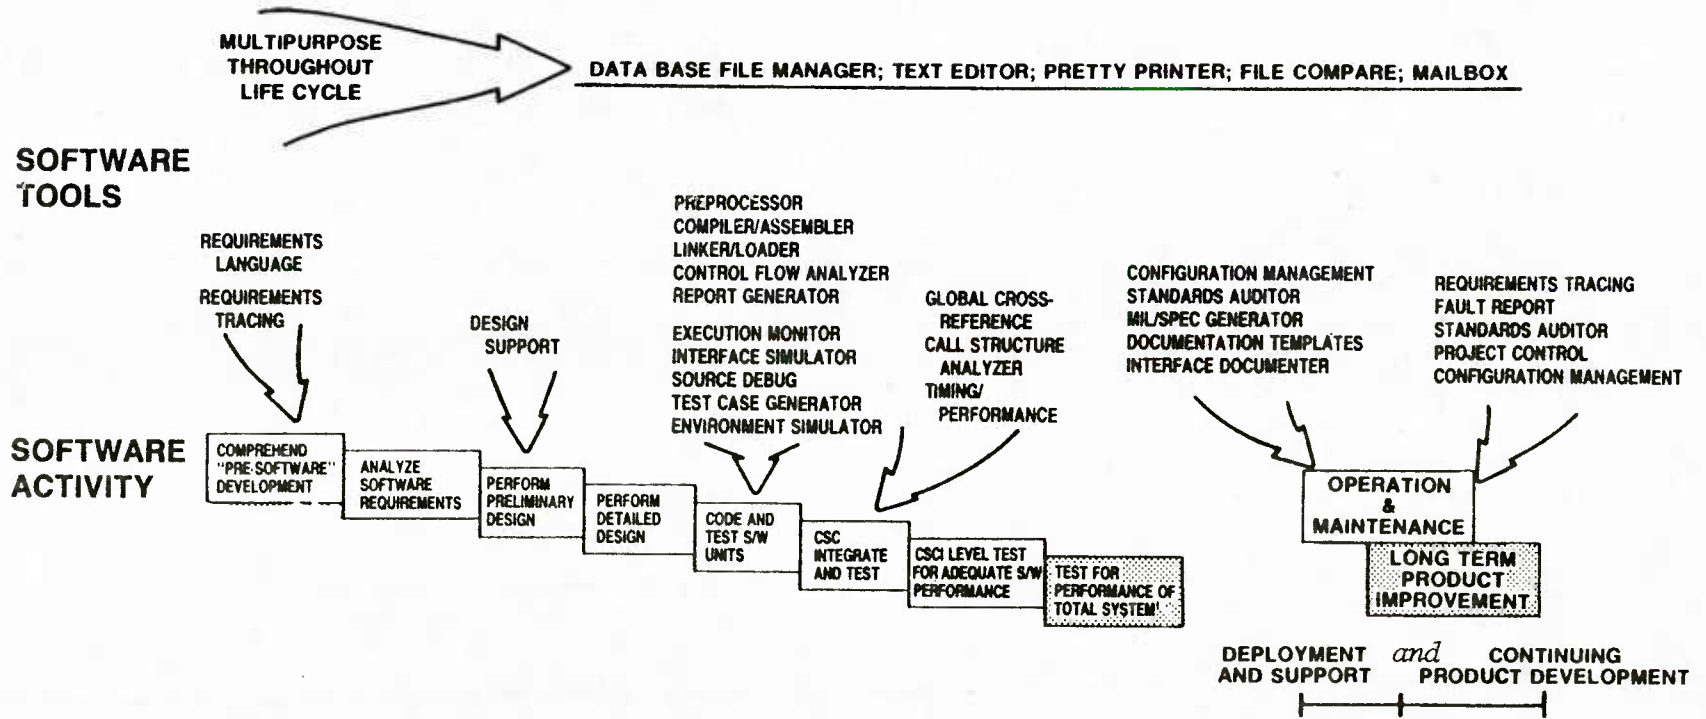 MULTIPURPOSE
THROUGHOUT
LIFE CYCLE
DATA BASE FILE MANAGER; TEXT EDITOR; PRETTY PRINTER; FILE COMPARE; MAILBOX
SOFTWARE
TOOLS
REQUIREMENTS
LANGUAGE
REQUIREMENTS
TRACING
DESIGN
SUPPORT
PREPROCESSOR
COMPILER/ASSEMBLER
LINKER/LOADER
CONTROL FLOW ANALYZER
REPORT GENERATOR
EXECUTION MONITOR
INTERFACE SIMULATOR
SOURCE DEBUG
TEST CASE GENERATOR
ENVIRONMENT SIMULATOR
GLOBAL CROSS-
REFERENCE
CALL STRUCTURE
ANALYZER
TIMING/
PERFORMANCE
CONFIGURATION MANAGEMENT
STANDARDS AUDITOR
MIL/SPEC GENERATOR
DOCUMENTATION TEMPLATES
INTERFACE DOCUMENTER
REQUIREMENTS TRACING
FAULT REPORT
STANDARDS AUDITOR
PROJECT CONTROL
CONFIGURATION MANAGEMENT
SOFTWARE
ACTIVITY
COMPREHEND
"PRE-SOFTWARE"
DEVELOPMENT
ANALYZE
SOFTWARE
REQUIREMENTS
PERFORM
PRELIMINARY
DESIGN
PERFORM
DETAILED
DESIGN
CODE AND
TEST S/W
UNITS
CSC
INTEGRATE
AND TEST
CSCI LEVEL TEST
FOR ADEQUATE S/W
PERFORMANCE
TEST FOR
PERFORMANCE OF
TOTAL SYSTEM
OPERATION
&
MAINTENANCE
LONG TERM
PRODUCT
IMPROVEMENT
DEPLOYMENT and CONTINUING
AND SUPPORT PRODUCT DEVELOPMENT